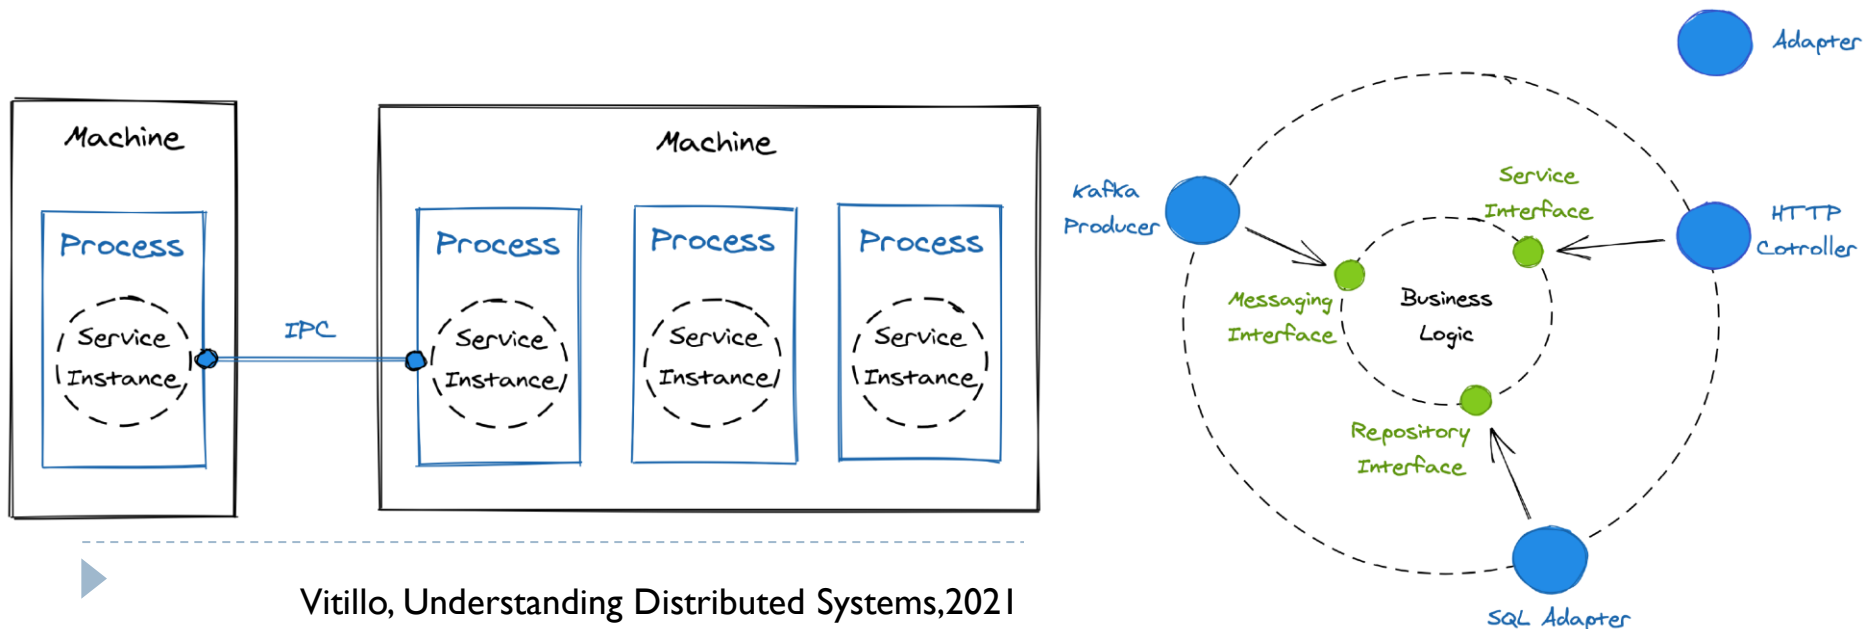 Machine
Process
Service
Instance
IPC
Machine
Process
Service
Instance
Process
Service
Instance
Process
Service
Instance
Vitillo, Understanding Distributed Systems,2021
Adapter
Kafka
Producer
Service
Interface
HTTP
Cotroller
Messaging
Interface
Business
Logic
Repository
Interface
SQL Adapter